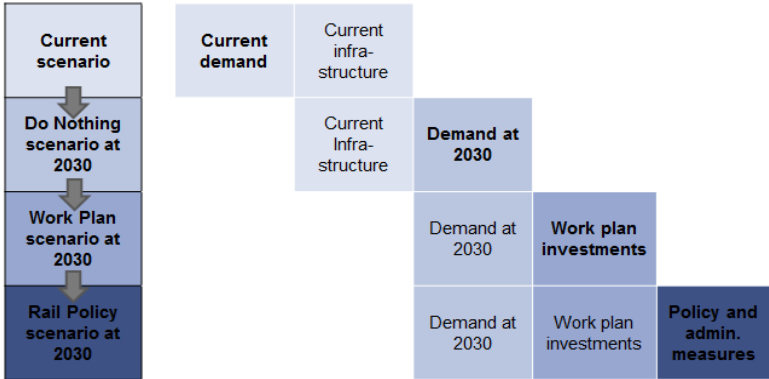 Current
scenario
Current
demand
Current
infra-
structure
Do Nothing
scenario at
2030
Current
Infra-
structure
Demand at
2030
Work Plan
scenario at
2030
Demand at
2030
Work plan
investments
Rail Policy
scenario at
2030
Demand at
2030
Work plan
investments
Policy and
admin.
measures